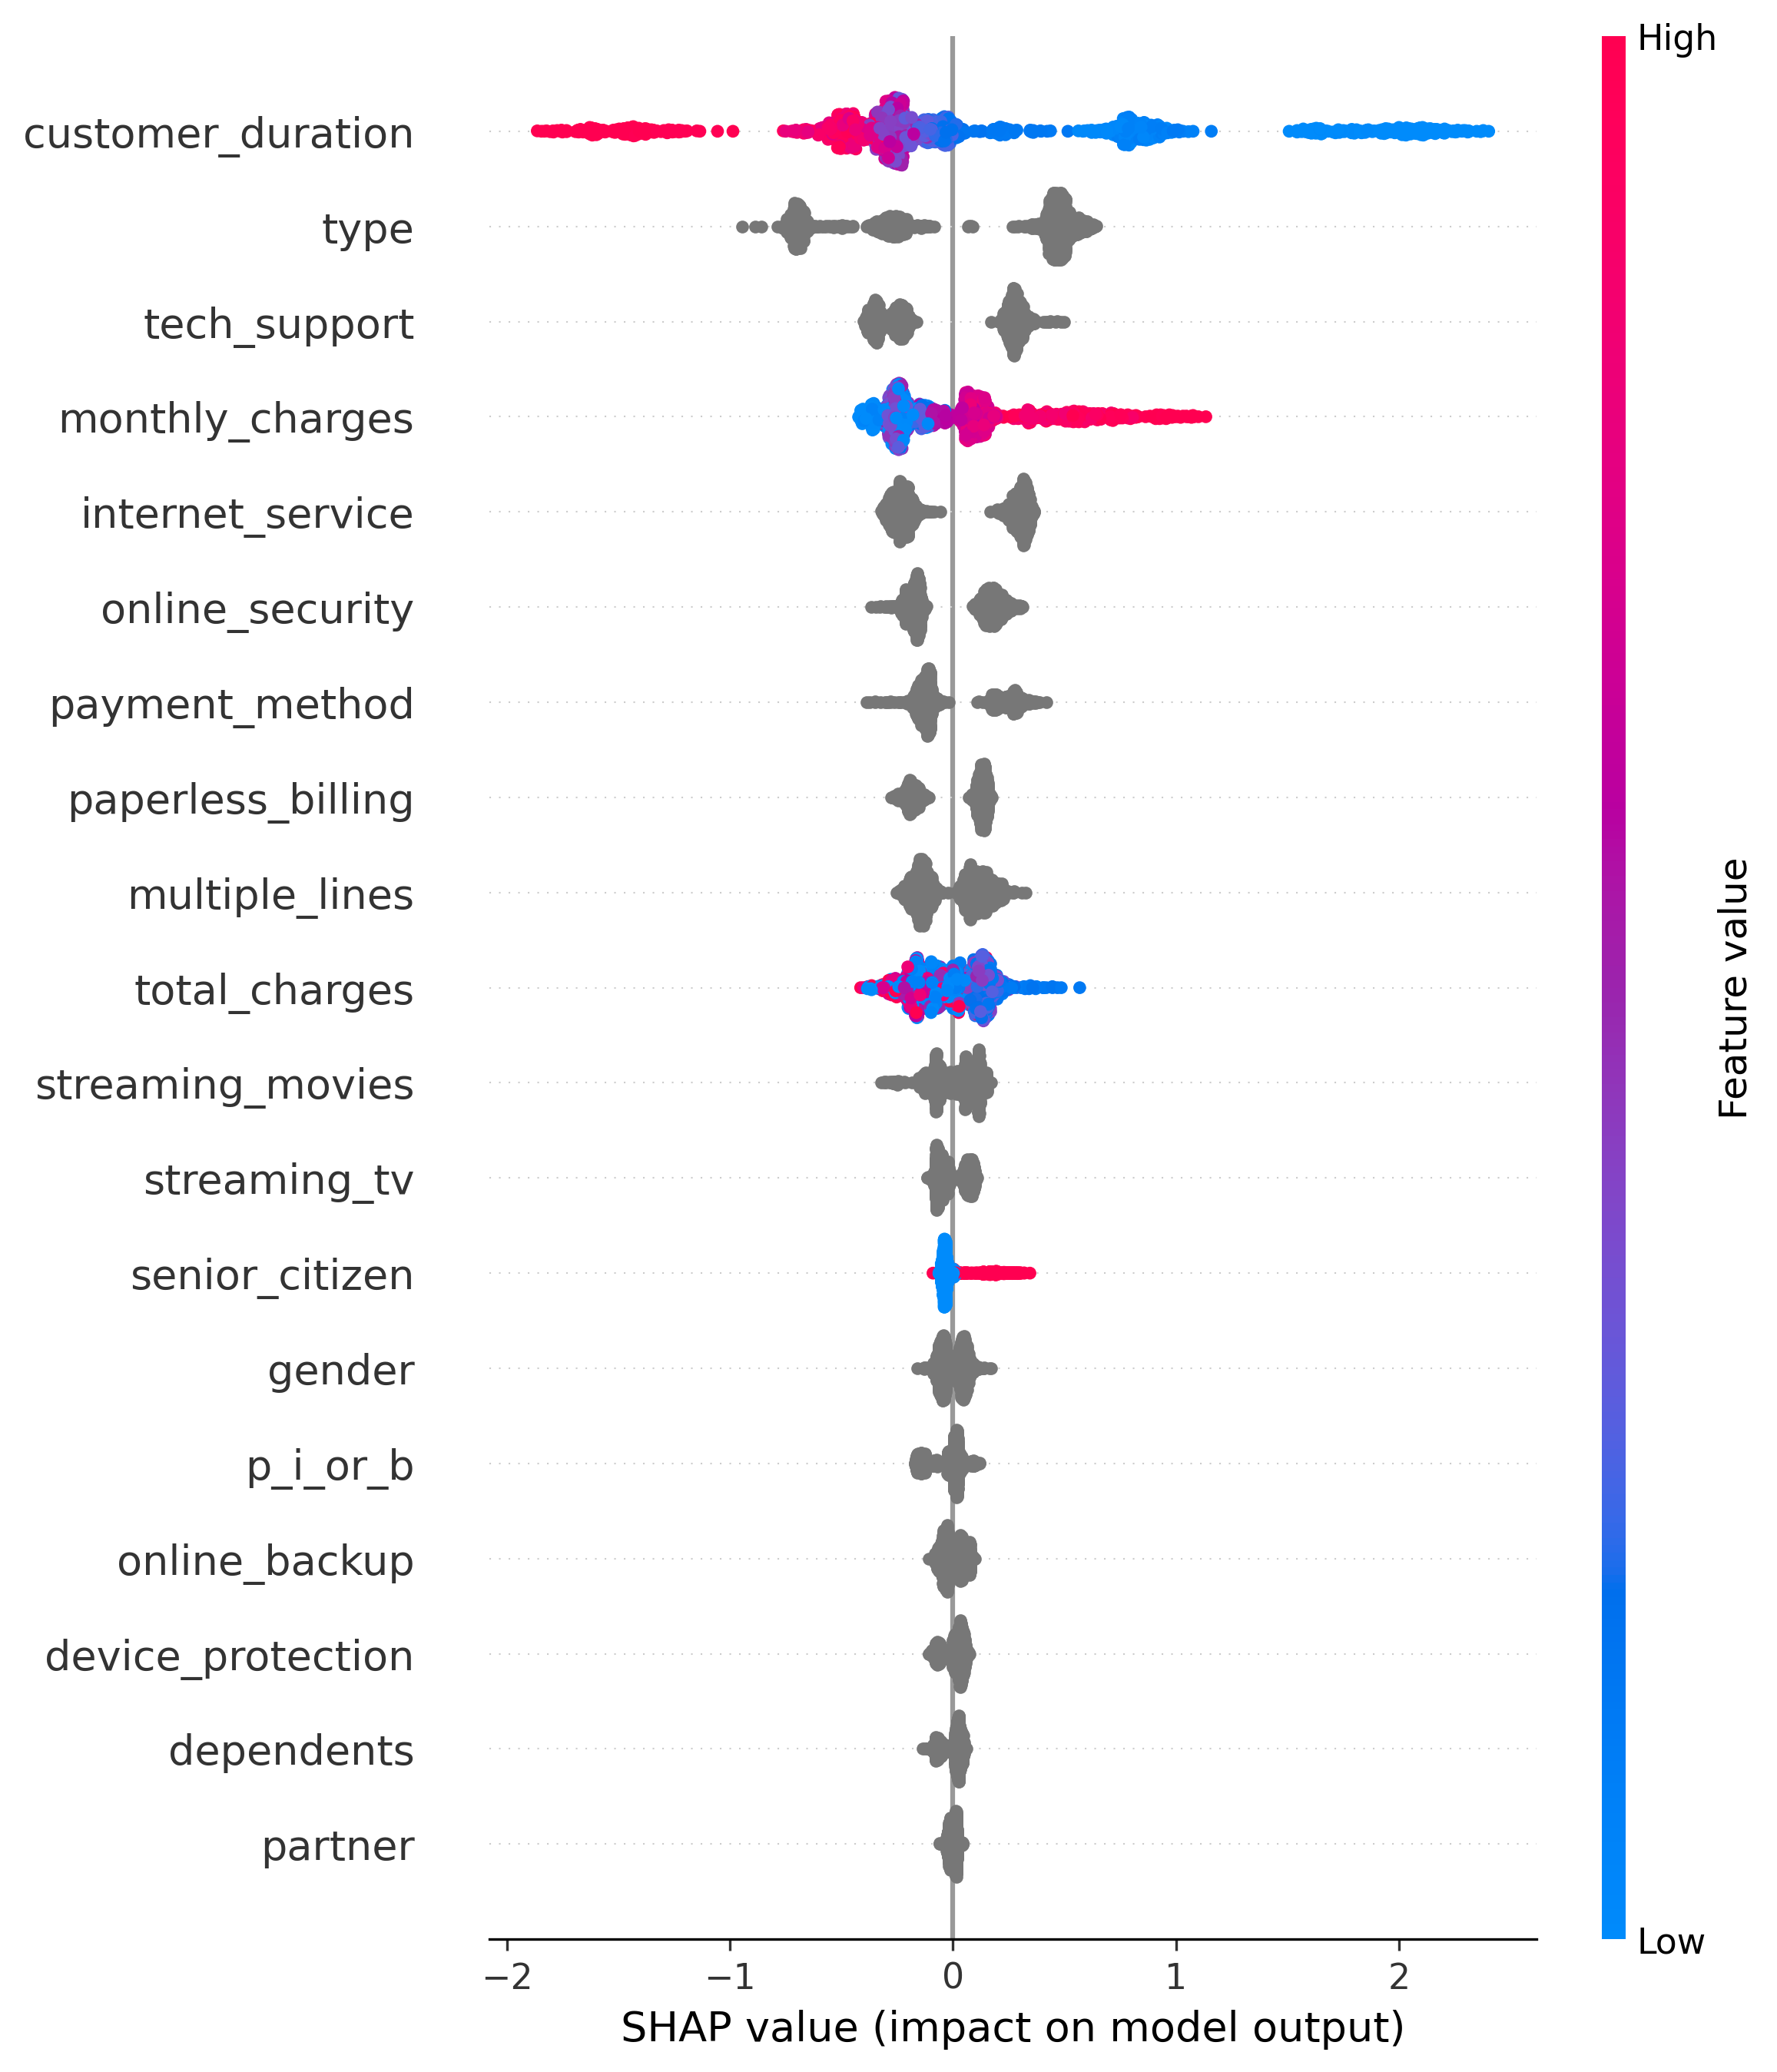 High
customer_duration
type
tech_support
monthly_charges
internet_service
online_security
payment_method
paperless_billing
multiple_lines
total_charges
streaming_movies
streaming_tv
senior_citizen
gender
p_i_or_b
online_backup
device_protection
dependents
partner
Feature value
Low
−2 −1 0 1 2
SHAP value (impact on model output)